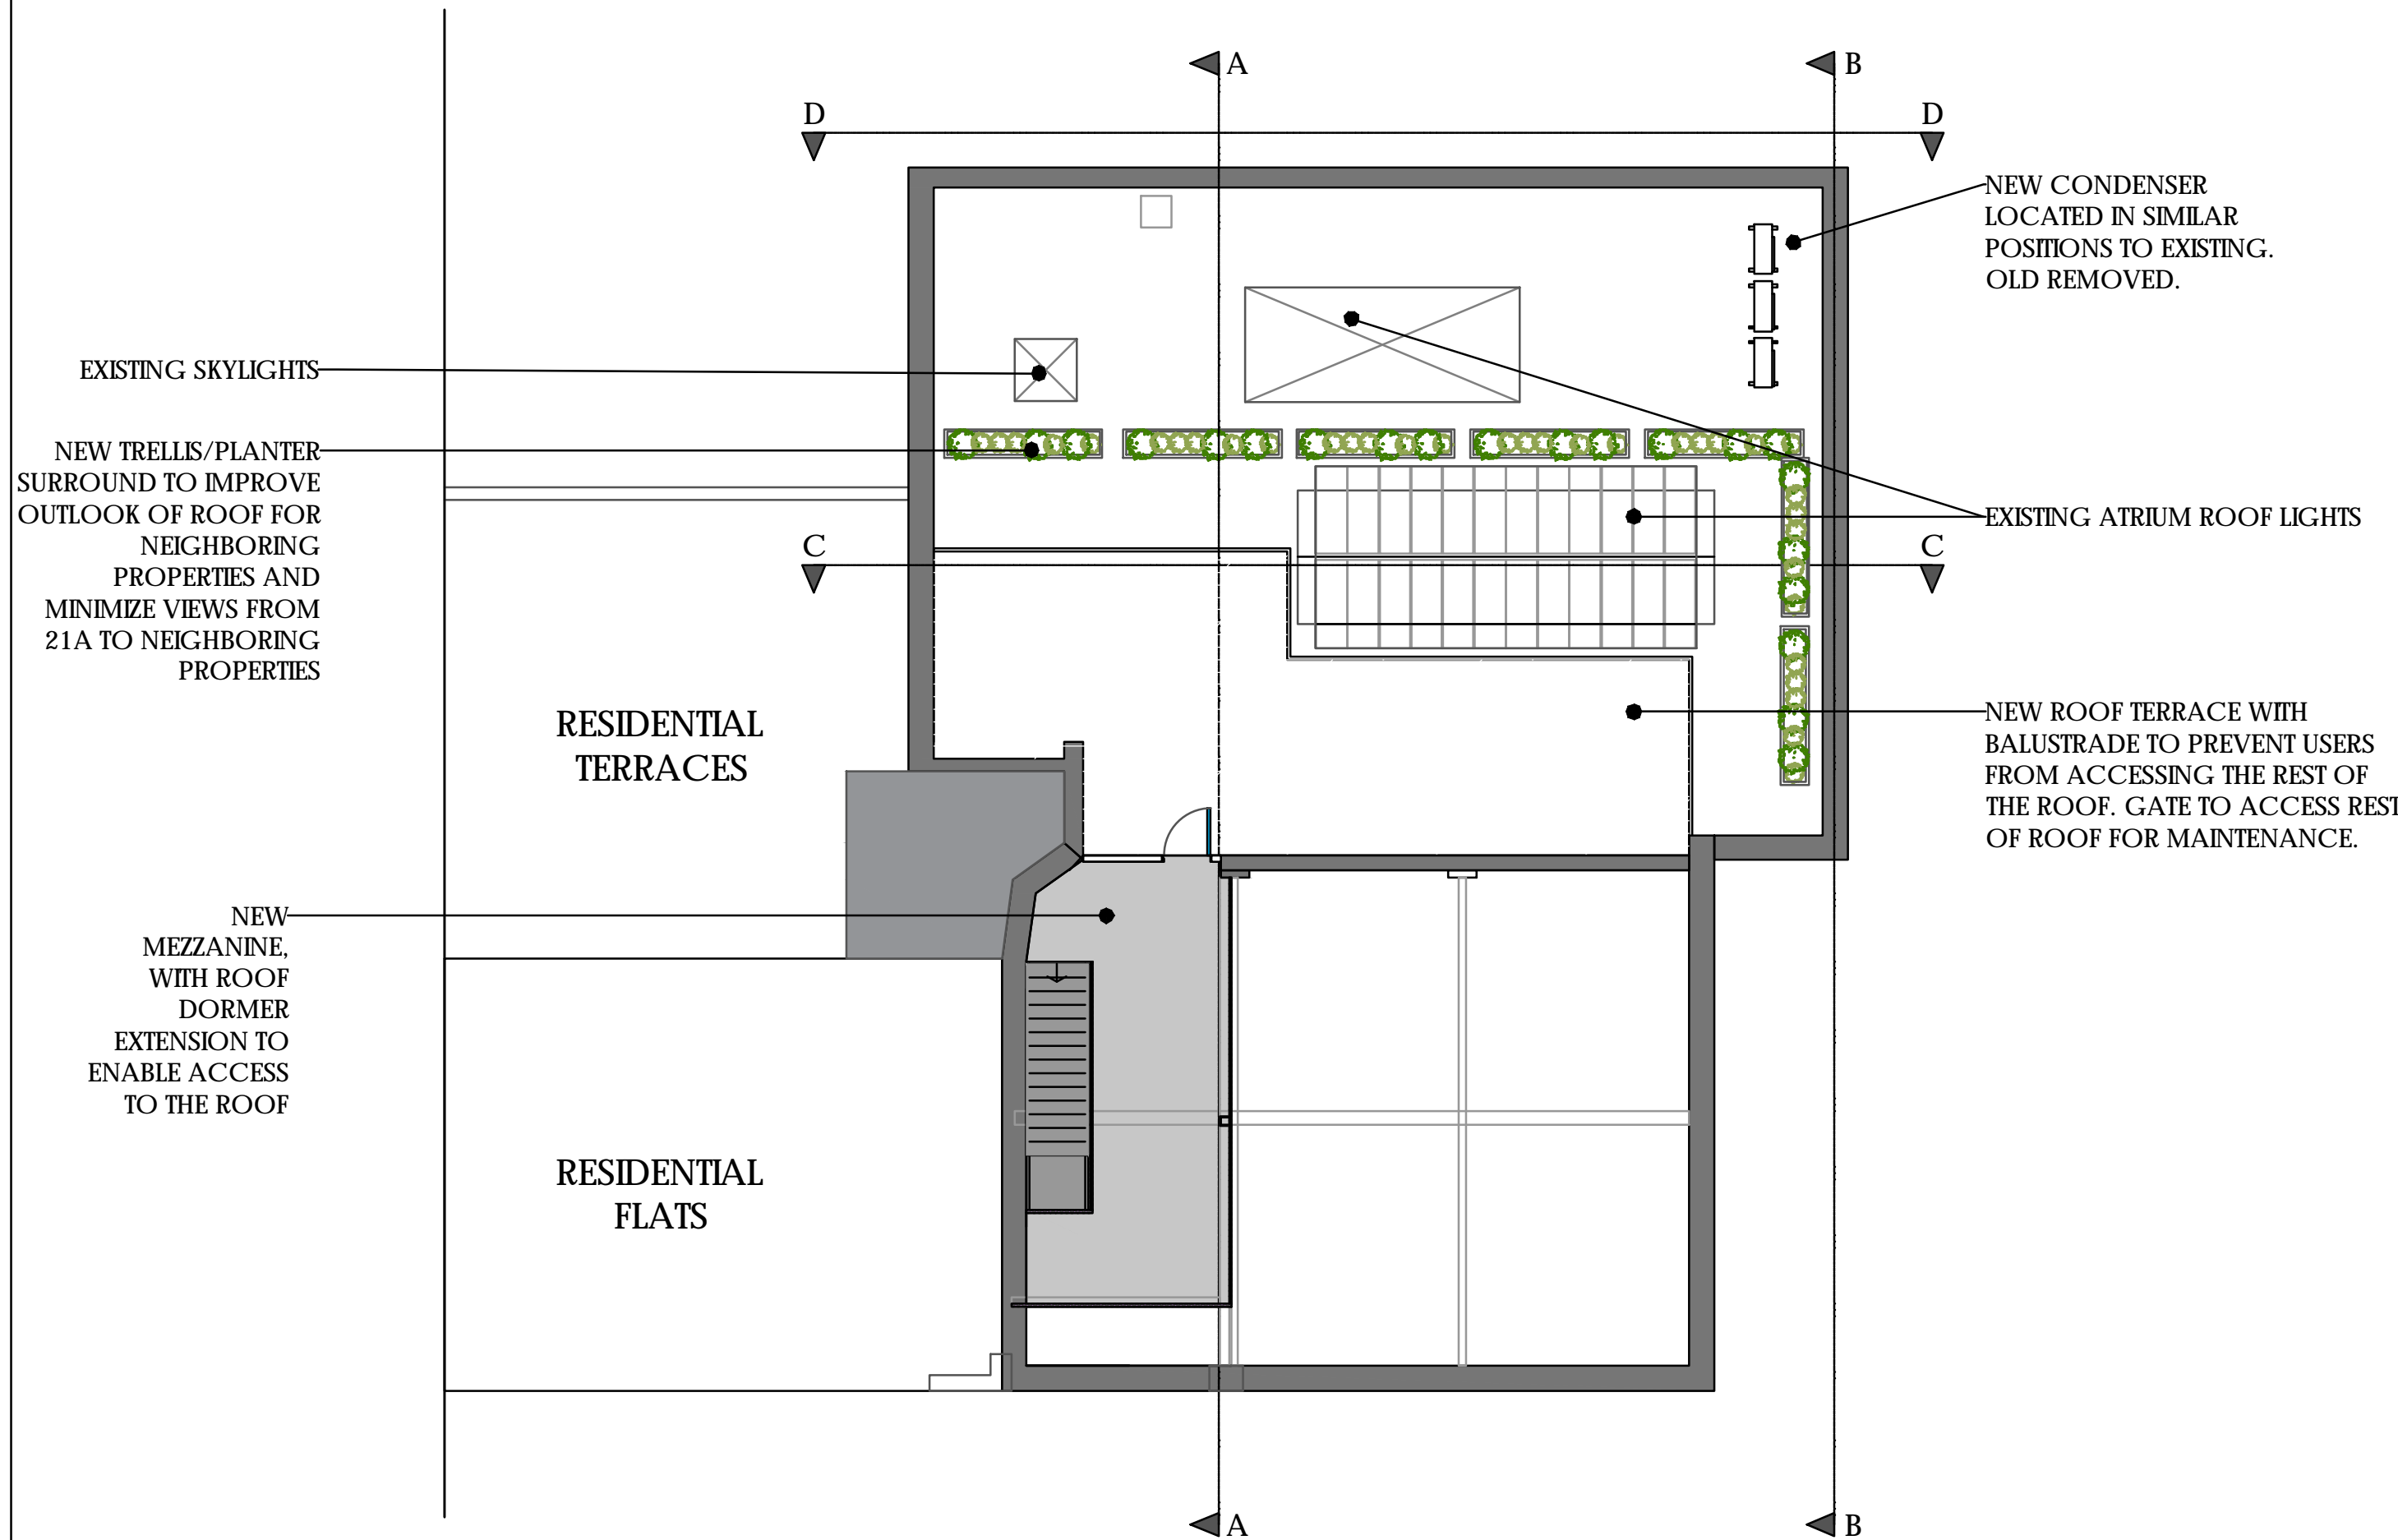 A
B
D
D
NEW CONDENSER
LOCATED IN SIMILAR
POSITIONS TO EXISTING.
OLD REMOVED.
EXISTING SKYLIGHTS
NEW TRELLIS/PLANTER
SURROUND TO IMPROVE
OUTLOOK OF ROOF FOR
NEIGHBORING
PROPERTIES AND
MINIMIZE VIEWS FROM
21A TO NEIGHBORING
PROPERTIES
EXISTING ATRIUM ROOF LIGHTS
C
C
RESIDENTIAL
TERRACES
NEW ROOF TERRACE WITH
BALUSTRADE TO PREVENT USERS
FROM ACCESSING THE REST OF
THE ROOF. GATE TO ACCESS REST
OF ROOF FOR MAINTENANCE.
NEW
MEZZANINE,
WITH ROOF
DORMER
EXTENSION TO
ENABLE ACCESS
TO THE ROOF
RESIDENTIAL
FLATS
A
B